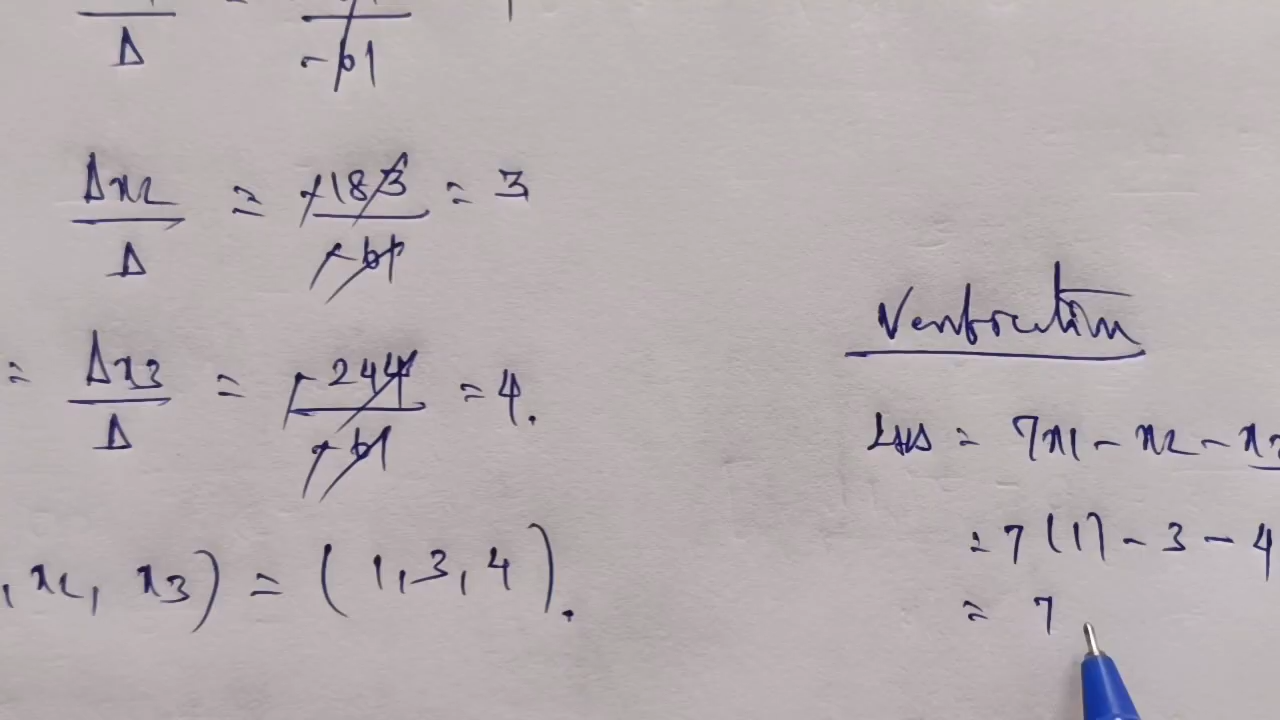 Δ
-61
Δx2/Δ = -183/-61 = 3
= Δx3/Δ = -244/-61 = 4.
, x2, x3) = (1,3,4).
Verification
LHS = 7x1 - x2 - x3
= 7(1) - 3 - 4
= 7